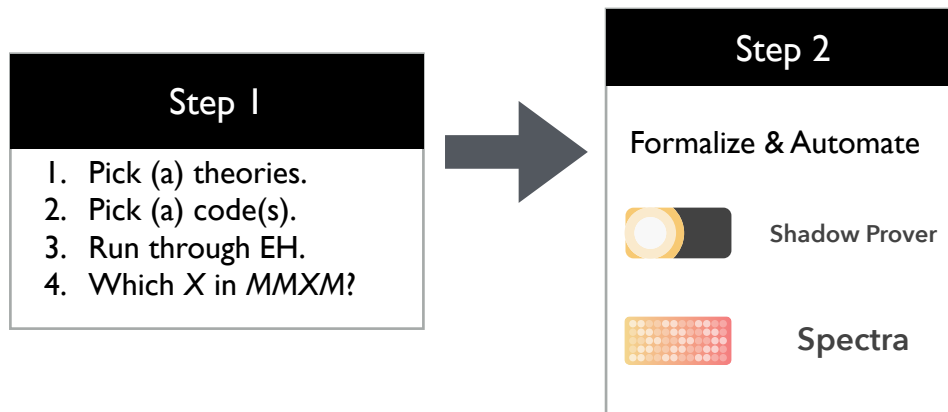 Step 1
1. Pick (a) theories.
2. Pick (a) code(s).
3. Run through EH.
4. Which X in MMXM?
Step 2
Formalize & Automate
Shadow Prover
Spectra